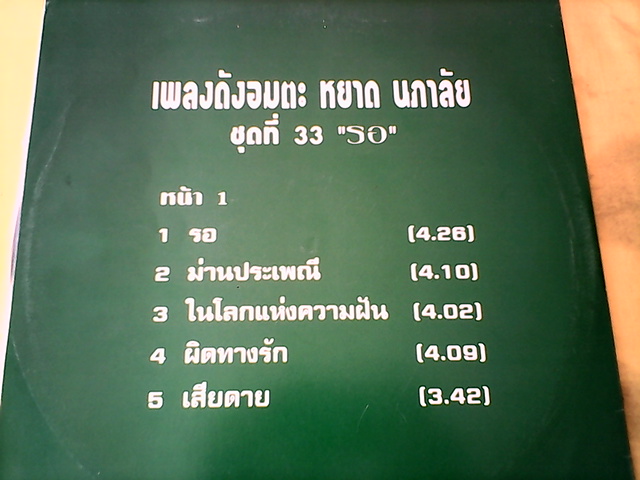 เพลงดังอมตะ หยาด นภาลัย
ชุดที่ 33 "รอ"
หน้า 1
1 รอ (4.26)
2 ม่านประเพณี (4.10)
3 ในโลกแห่งความฝัน (4.02)
4 ผิดทางรัก (4.09)
5 เสียดาย (3.42)